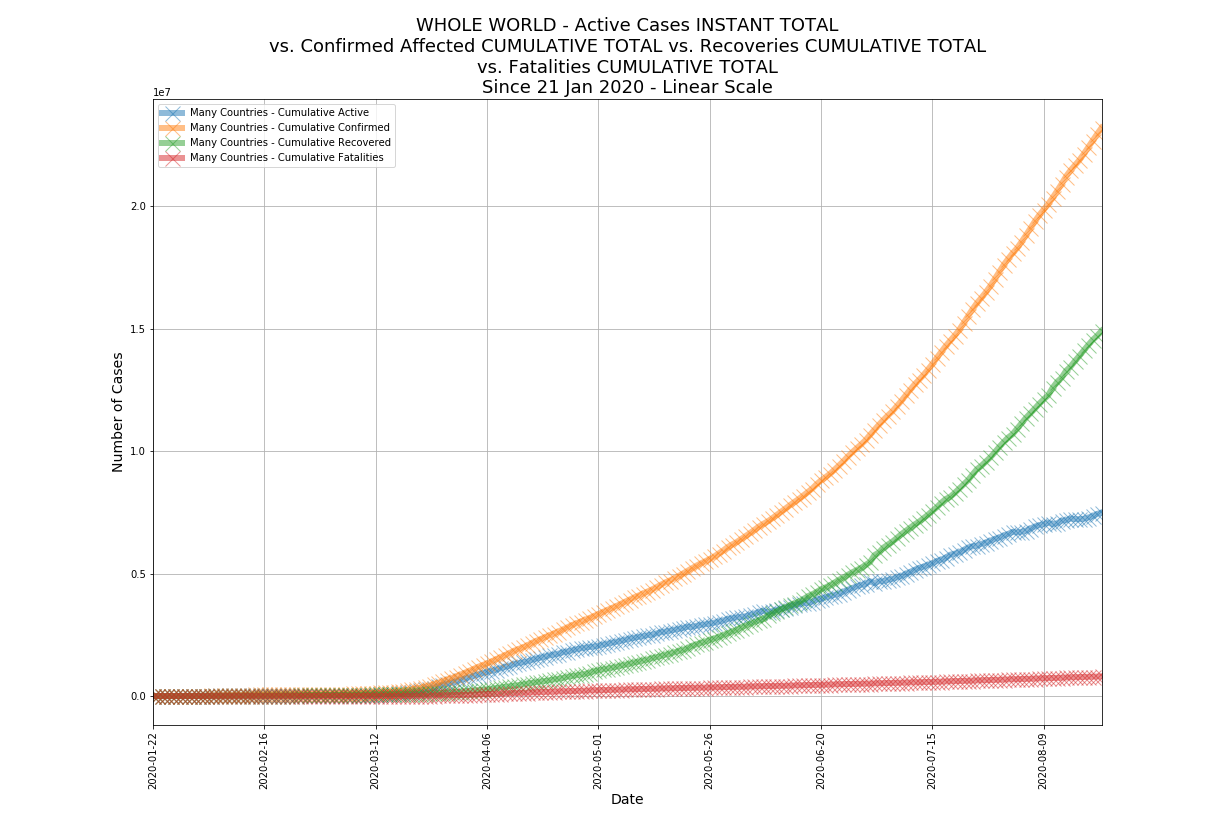 WHOLE WORLD - Active Cases INSTANT TOTAL
vs. Confirmed Affected CUMULATIVE TOTAL vs. Recoveries CUMULATIVE TOTAL
vs. Fatalities CUMULATIVE TOTAL
Since 21 Jan 2020 - Linear Scale
1e7
Many Countries - Cumulative Active
Many Countries - Cumulative Confirmed
Many Countries - Cumulative Recovered
Many Countries - Cumulative Fatalities
2.0
1.5
1.0
0.5
0.0
Number of Cases
2020-01-22
2020-02-16
2020-03-12
2020-04-06
2020-05-01
2020-05-26
2020-06-20
2020-07-15
2020-08-09
Date